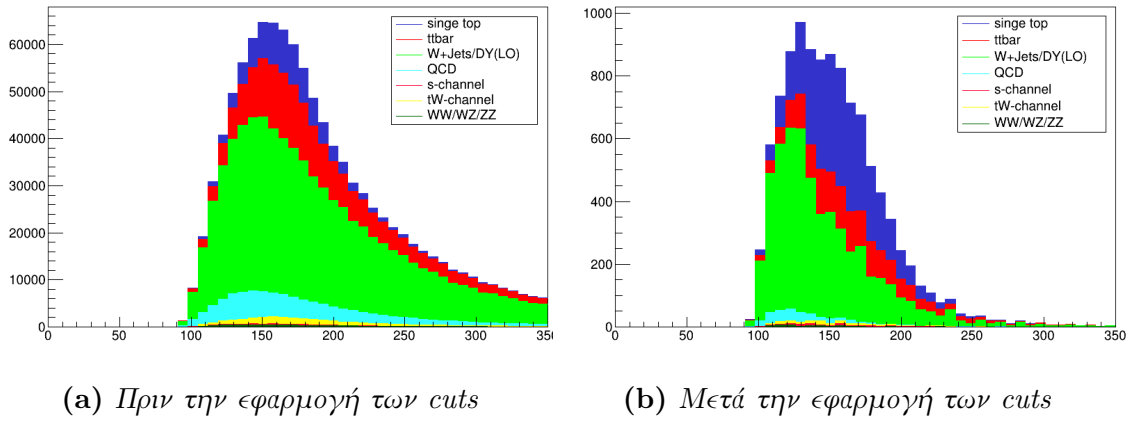 60000
50000
40000
30000
20000
10000
0
0 50 100 150 200 250 300 350
singe top
ttbar
W+Jets/DY(LO)
QCD
s-channel
tW-channel
WW/WZ/ZZ
(a) Πριν την εφαρμογή των cuts
1000
800
600
400
200
0
0 50 100 150 200 250 300 350
singe top
ttbar
W+Jets/DY(LO)
QCD
s-channel
tW-channel
WW/WZ/ZZ
(b) Μετά την εφαρμογή των cuts